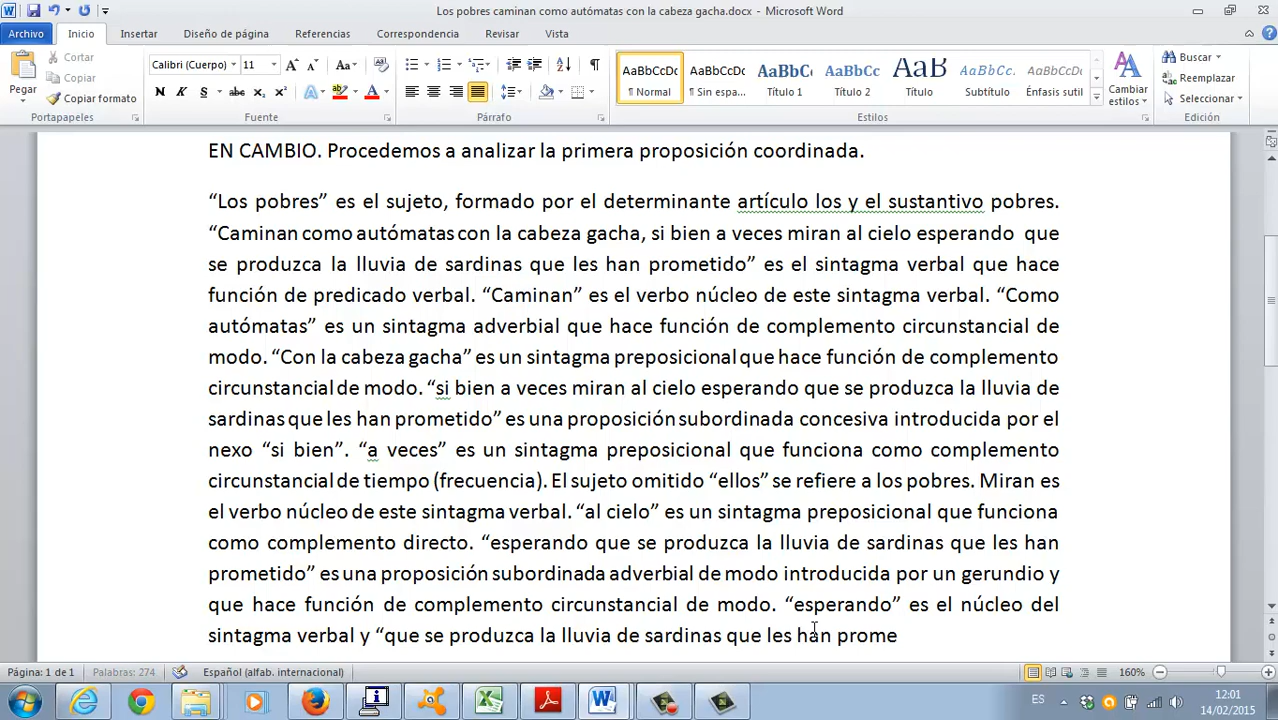 Los pobres caminan como autómatas con la cabeza gacha.docx - Microsoft Word
Archivo Inicio Insertar Diseño de página Referencias Correspondencia Revisar Vista
Pegar
Cortar
Copiar
Copiar formato
Portapapeles
Calibri (Cuerpo) 11
N K S abc x₂ x²
Fuente
Párrafo
AaBbCcDc AaBbCcDc AaBbC AaBbCc AaB AaBbCc. AaBbCcDc
¶ Normal ¶ Sin espa... Título 1 Título 2 Título Subtítulo Énfasis sutil
Cambiar estilos
Estilos
Buscar
Reemplazar
Seleccionar
Edición
EN CAMBIO. Procedemos a analizar la primera proposición coordinada.
“Los pobres” es el sujeto, formado por el determinante artículo los y el sustantivo pobres.
“Caminan como autómatas con la cabeza gacha, si bien a veces miran al cielo esperando que
se produzca la lluvia de sardinas que les han prometido” es el sintagma verbal que hace
función de predicado verbal. “Caminan” es el verbo núcleo de este sintagma verbal. “Como
autómatas” es un sintagma adverbial que hace función de complemento circunstancial de
modo. “Con la cabeza gacha” es un sintagma preposicional que hace función de complemento
circunstancial de modo. “si bien a veces miran al cielo esperando que se produzca la lluvia de
sardinas que les han prometido” es una proposición subordinada concesiva introducida por el
nexo “si bien”. “a veces” es un sintagma preposicional que funciona como complemento
circunstancial de tiempo (frecuencia). El sujeto omitido “ellos” se refiere a los pobres. Miran es
el verbo núcleo de este sintagma verbal. “al cielo” es un sintagma preposicional que funciona
como complemento directo. “esperando que se produzca la lluvia de sardinas que les han
prometido” es una proposición subordinada adverbial de modo introducida por un gerundio y
que hace función de complemento circunstancial de modo. “esperando” es el núcleo del
sintagma verbal y “que se produzca la lluvia de sardinas que les han prome
Página: 1 de 1 Palabras: 274 Español (alfab. internacional) 160%
ES 12:01
14/02/2015